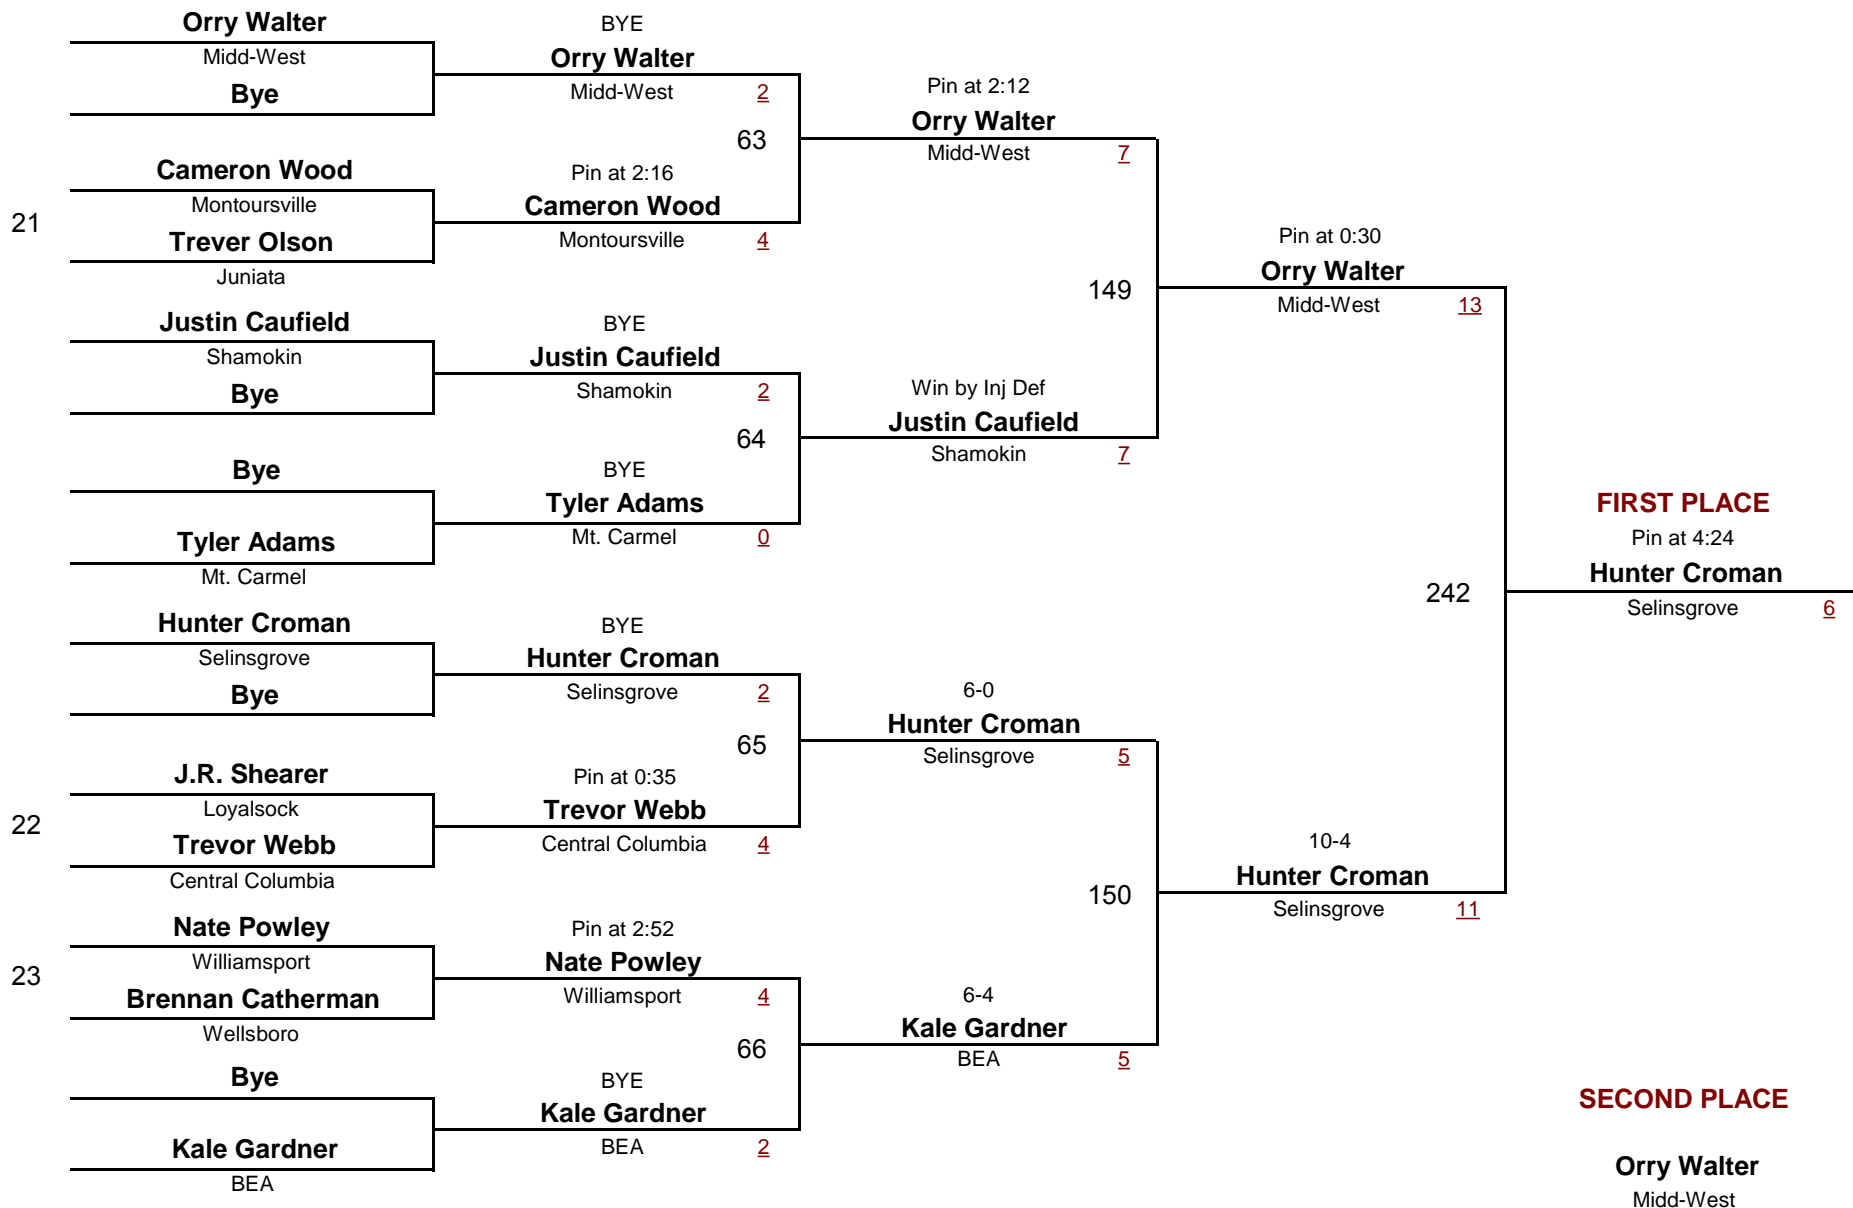 Orry Walter
Midd-West
Bye
21
Cameron Wood
Montoursville
Trever Olson
Juniata
Justin Caufield
Shamokin
Bye
Bye
Tyler Adams
Mt. Carmel
Hunter Croman
Selinsgrove
Bye
22
J.R. Shearer
Loyalsock
Trevor Webb
Central Columbia
23
Nate Powley
Williamsport
Brennan Catherman
Wellsboro
Bye
Kale Gardner
BEA
BYE
Orry Walter
Midd-West 2
63
Pin at 2:16
Cameron Wood
Montoursville 4
BYE
Justin Caufield
Shamokin 2
64
BYE
Tyler Adams
Mt. Carmel 0
BYE
Hunter Croman
Selinsgrove 2
65
Pin at 0:35
Trevor Webb
Central Columbia 4
Pin at 2:52
Nate Powley
Williamsport 4
66
BYE
Kale Gardner
BEA 2
Pin at 2:12
Orry Walter
Midd-West 7
149
Win by Inj Def
Justin Caufield
Shamokin 7
6-0
Hunter Croman
Selinsgrove 5
150
6-4
Kale Gardner
BEA 5
Pin at 0:30
Orry Walter
Midd-West 13
242
10-4
Hunter Croman
Selinsgrove 11
FIRST PLACE
Pin at 4:24
Hunter Croman
Selinsgrove 6
SECOND PLACE
Orry Walter
Midd-West